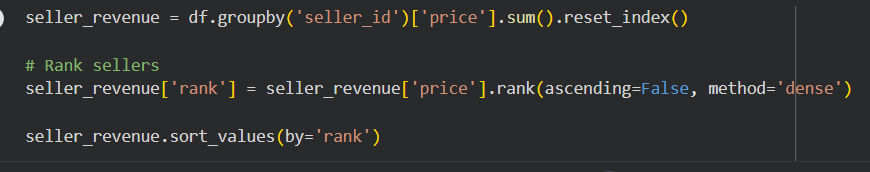 seller_revenue = df.groupby('seller_id')['price'].sum().reset_index()
# Rank sellers
seller_revenue['rank'] = seller_revenue['price'].rank(ascending=False, method='dense')
seller_revenue.sort_values(by='rank')